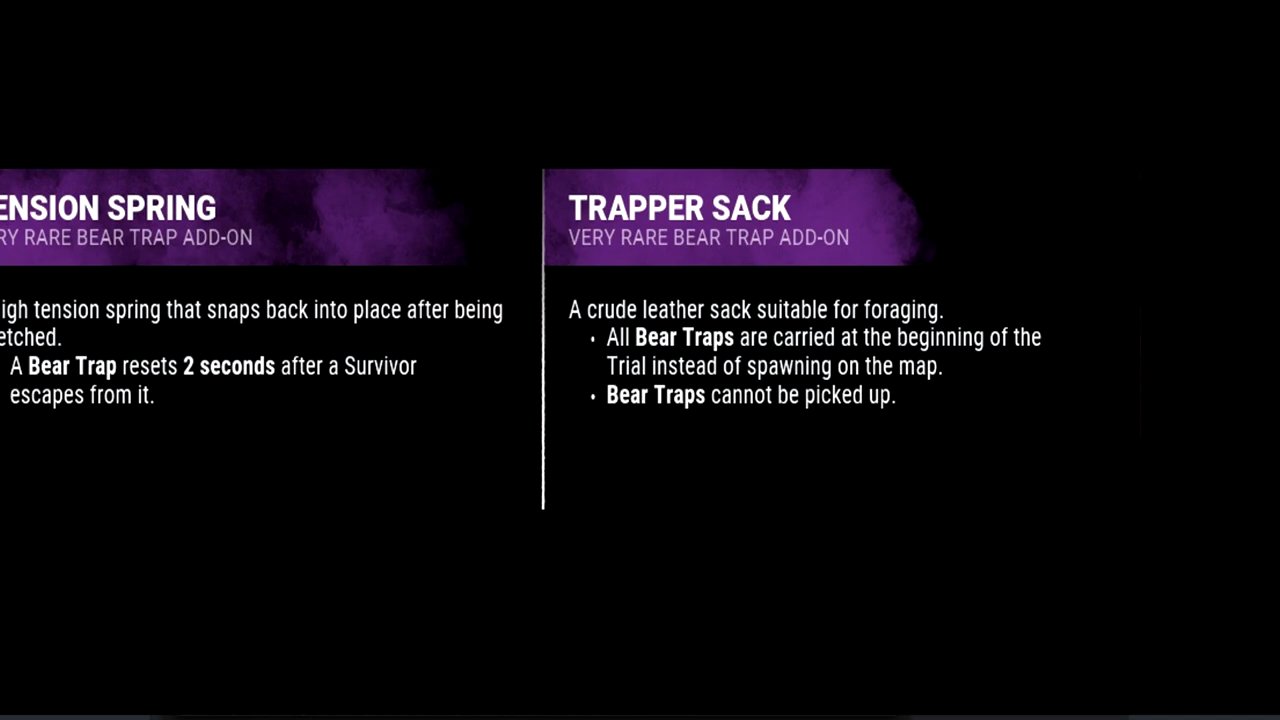 ENSION SPRING
RY RARE BEAR TRAP ADD-ON
igh tension spring that snaps back into place after being
etched.
A Bear Trap resets 2 seconds after a Survivor
escapes from it.
TRAPPER SACK
VERY RARE BEAR TRAP ADD-ON
A crude leather sack suitable for foraging.
• All Bear Traps are carried at the beginning of the
Trial instead of spawning on the map.
• Bear Traps cannot be picked up.